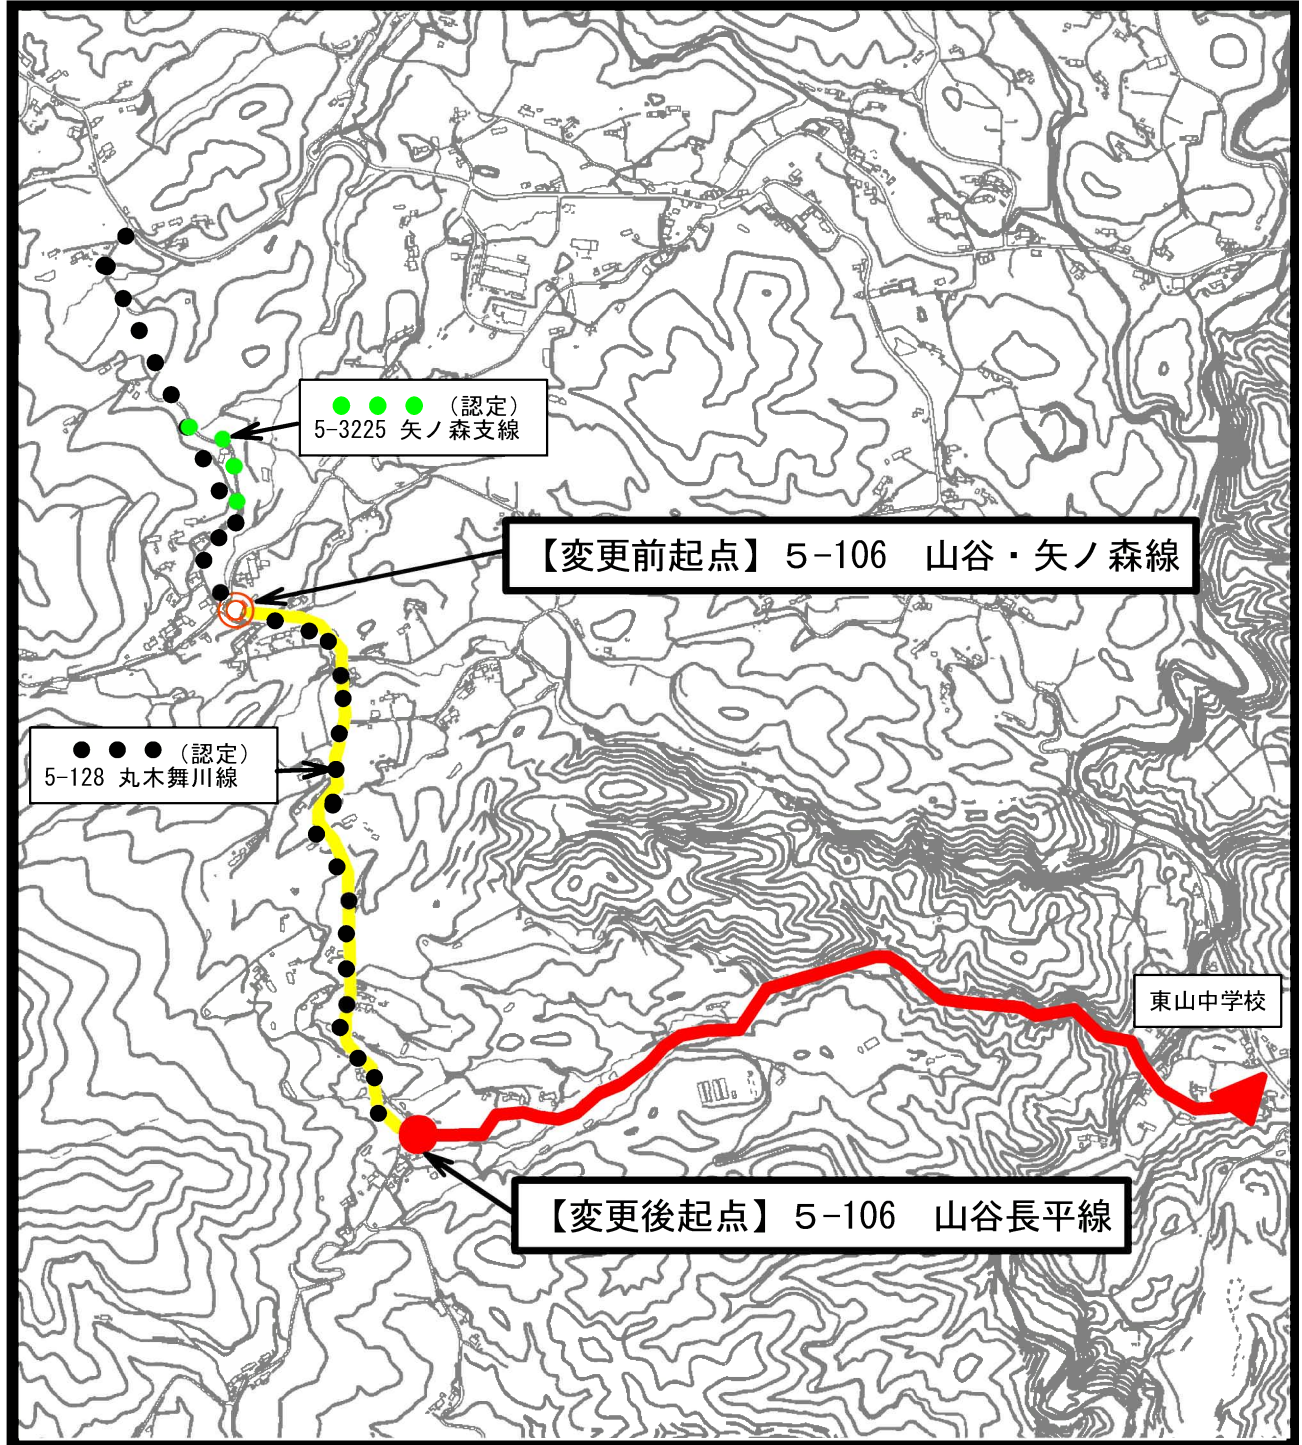 （認定）
5-3225 矢ノ森支線
【変更前起点】５-106　山谷・矢ノ森線
（認定）
5-128 丸木舞川線
東山中学校
【変更後起点】５-106　山谷長平線